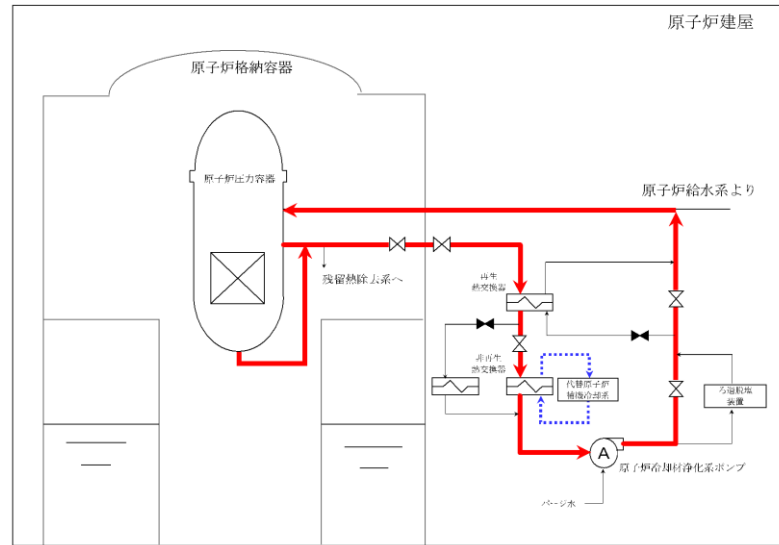 原子炉建屋
原子炉格納容器
原子炉圧力容器
原子炉給水系より
残留熱除去系へ
再生
熱交換器
非再生
熱交換器
代替原子炉
補機冷却系
ろ過脱塩
装置
A
原子炉冷却材浄化系ポンプ
パージ水